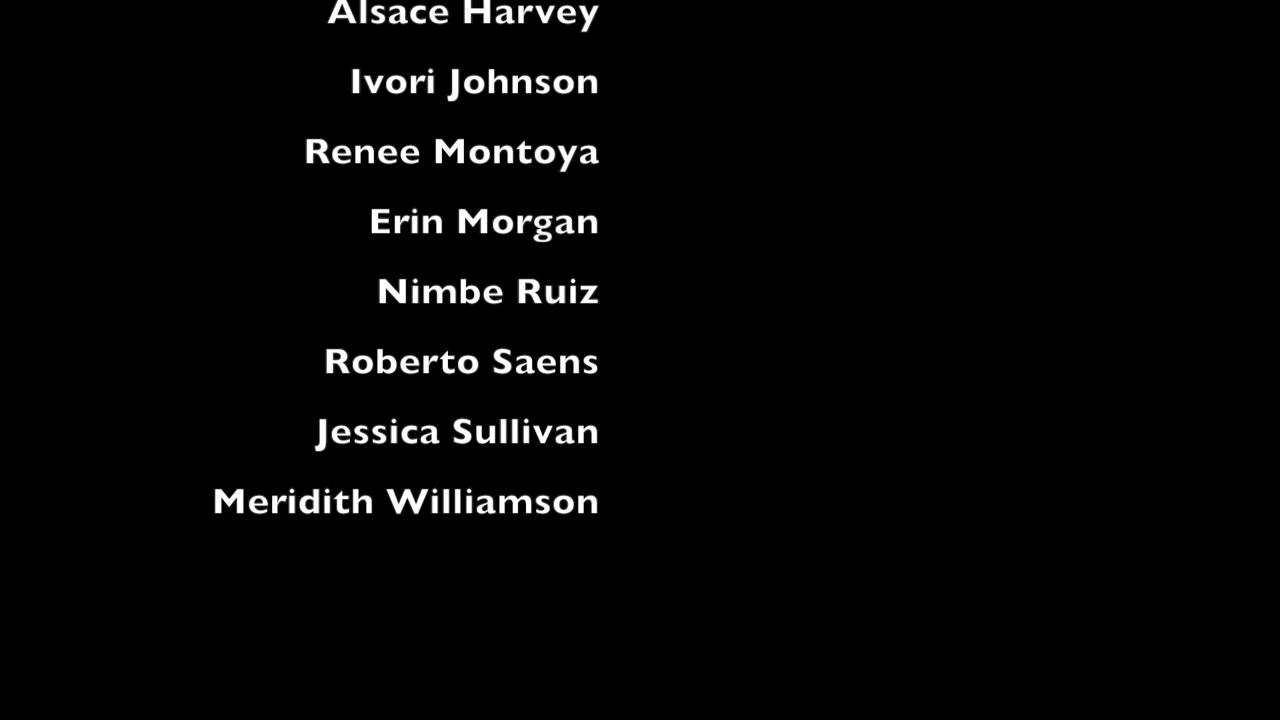 Alsace Harvey
Ivori Johnson
Renee Montoya
Erin Morgan
Nimbe Ruiz
Roberto Saens
Jessica Sullivan
Meridith Williamson